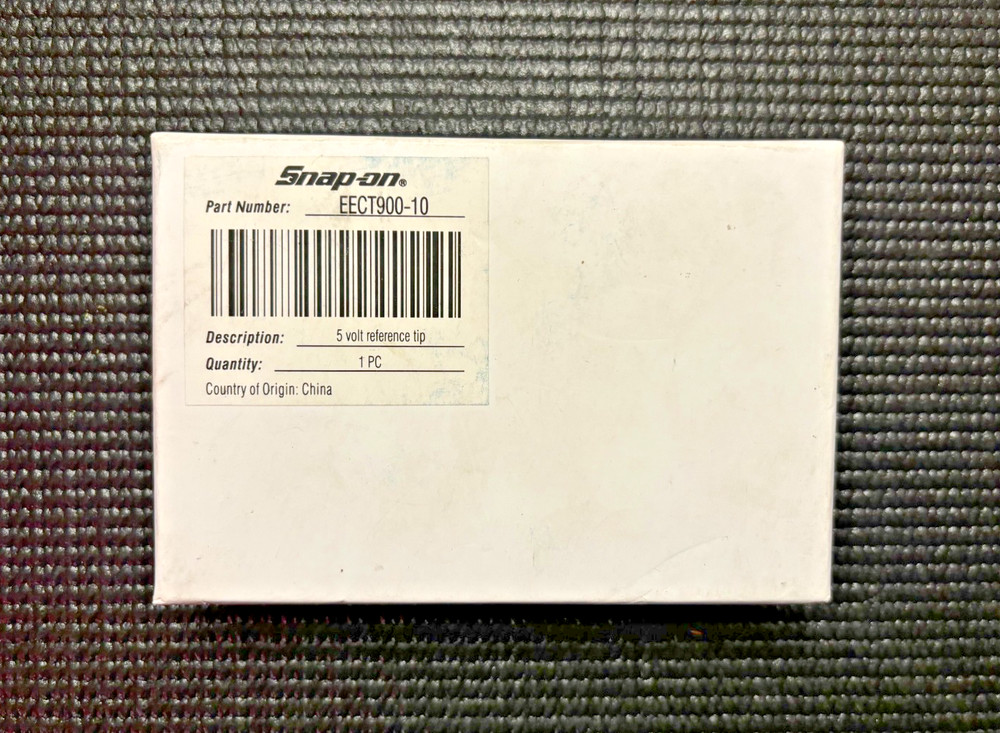 Snap-on®
Part Number: EECT900-10
Description: 5 volt reference tip
Quantity: 1 PC
Country of Origin: China